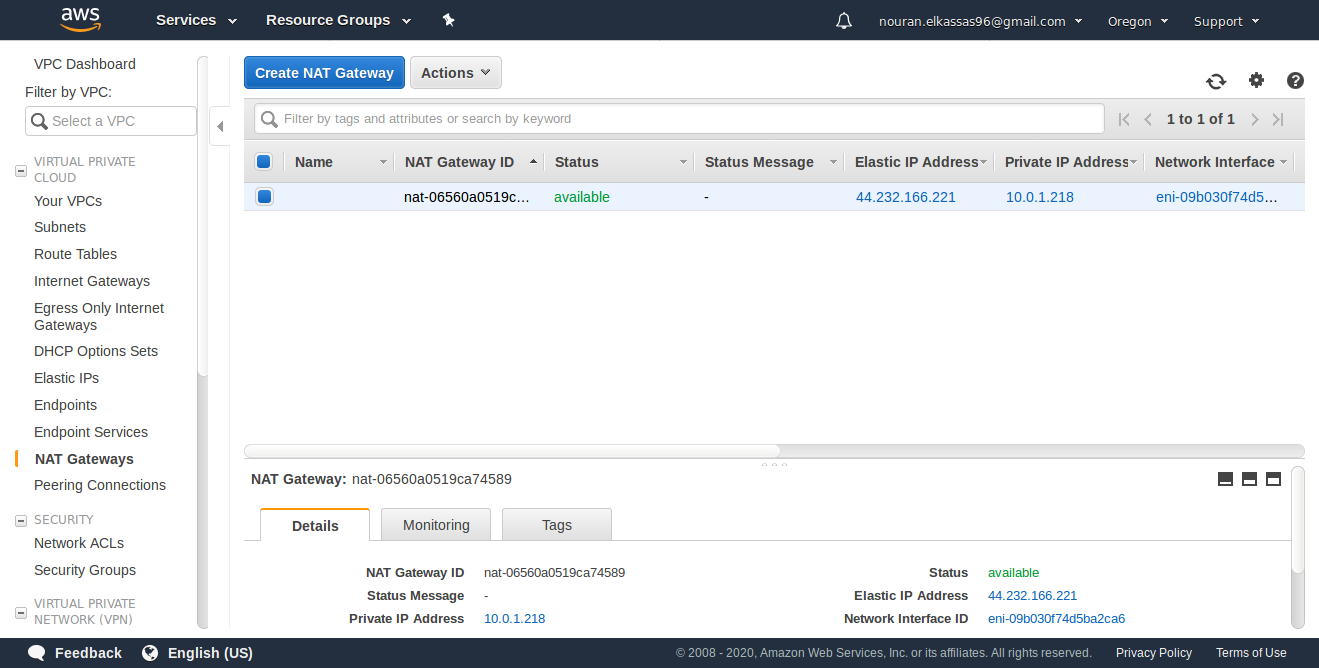 aws Services Resource Groups nouran.elkassas96@gmail.com Oregon Support
VPC Dashboard
Filter by VPC:
Select a VPC
VIRTUAL PRIVATE
CLOUD
Your VPCs
Subnets
Route Tables
Internet Gateways
Egress Only Internet
Gateways
DHCP Options Sets
Elastic IPs
Endpoints
Endpoint Services
NAT Gateways
Peering Connections
SECURITY
Network ACLs
Security Groups
VIRTUAL PRIVATE
NETWORK (VPN)
Create NAT Gateway Actions
Filter by tags and attributes or search by keyword 1 to 1 of 1
Name NAT Gateway ID Status Status Message Elastic IP Address Private IP Address Network Interface
nat-06560a0519c... available - 44.232.166.221 10.0.1.218 eni-09b030f74d5...
NAT Gateway: nat-06560a0519ca74589
Details Monitoring Tags
NAT Gateway ID nat-06560a0519ca74589 Status available
Status Message - Elastic IP Address 44.232.166.221
Private IP Address 10.0.1.218 Network Interface ID eni-09b030f74d5ba2ca6
Feedback English (US) © 2008 - 2020, Amazon Web Services, Inc. or its affiliates. All rights reserved. Privacy Policy Terms of Use